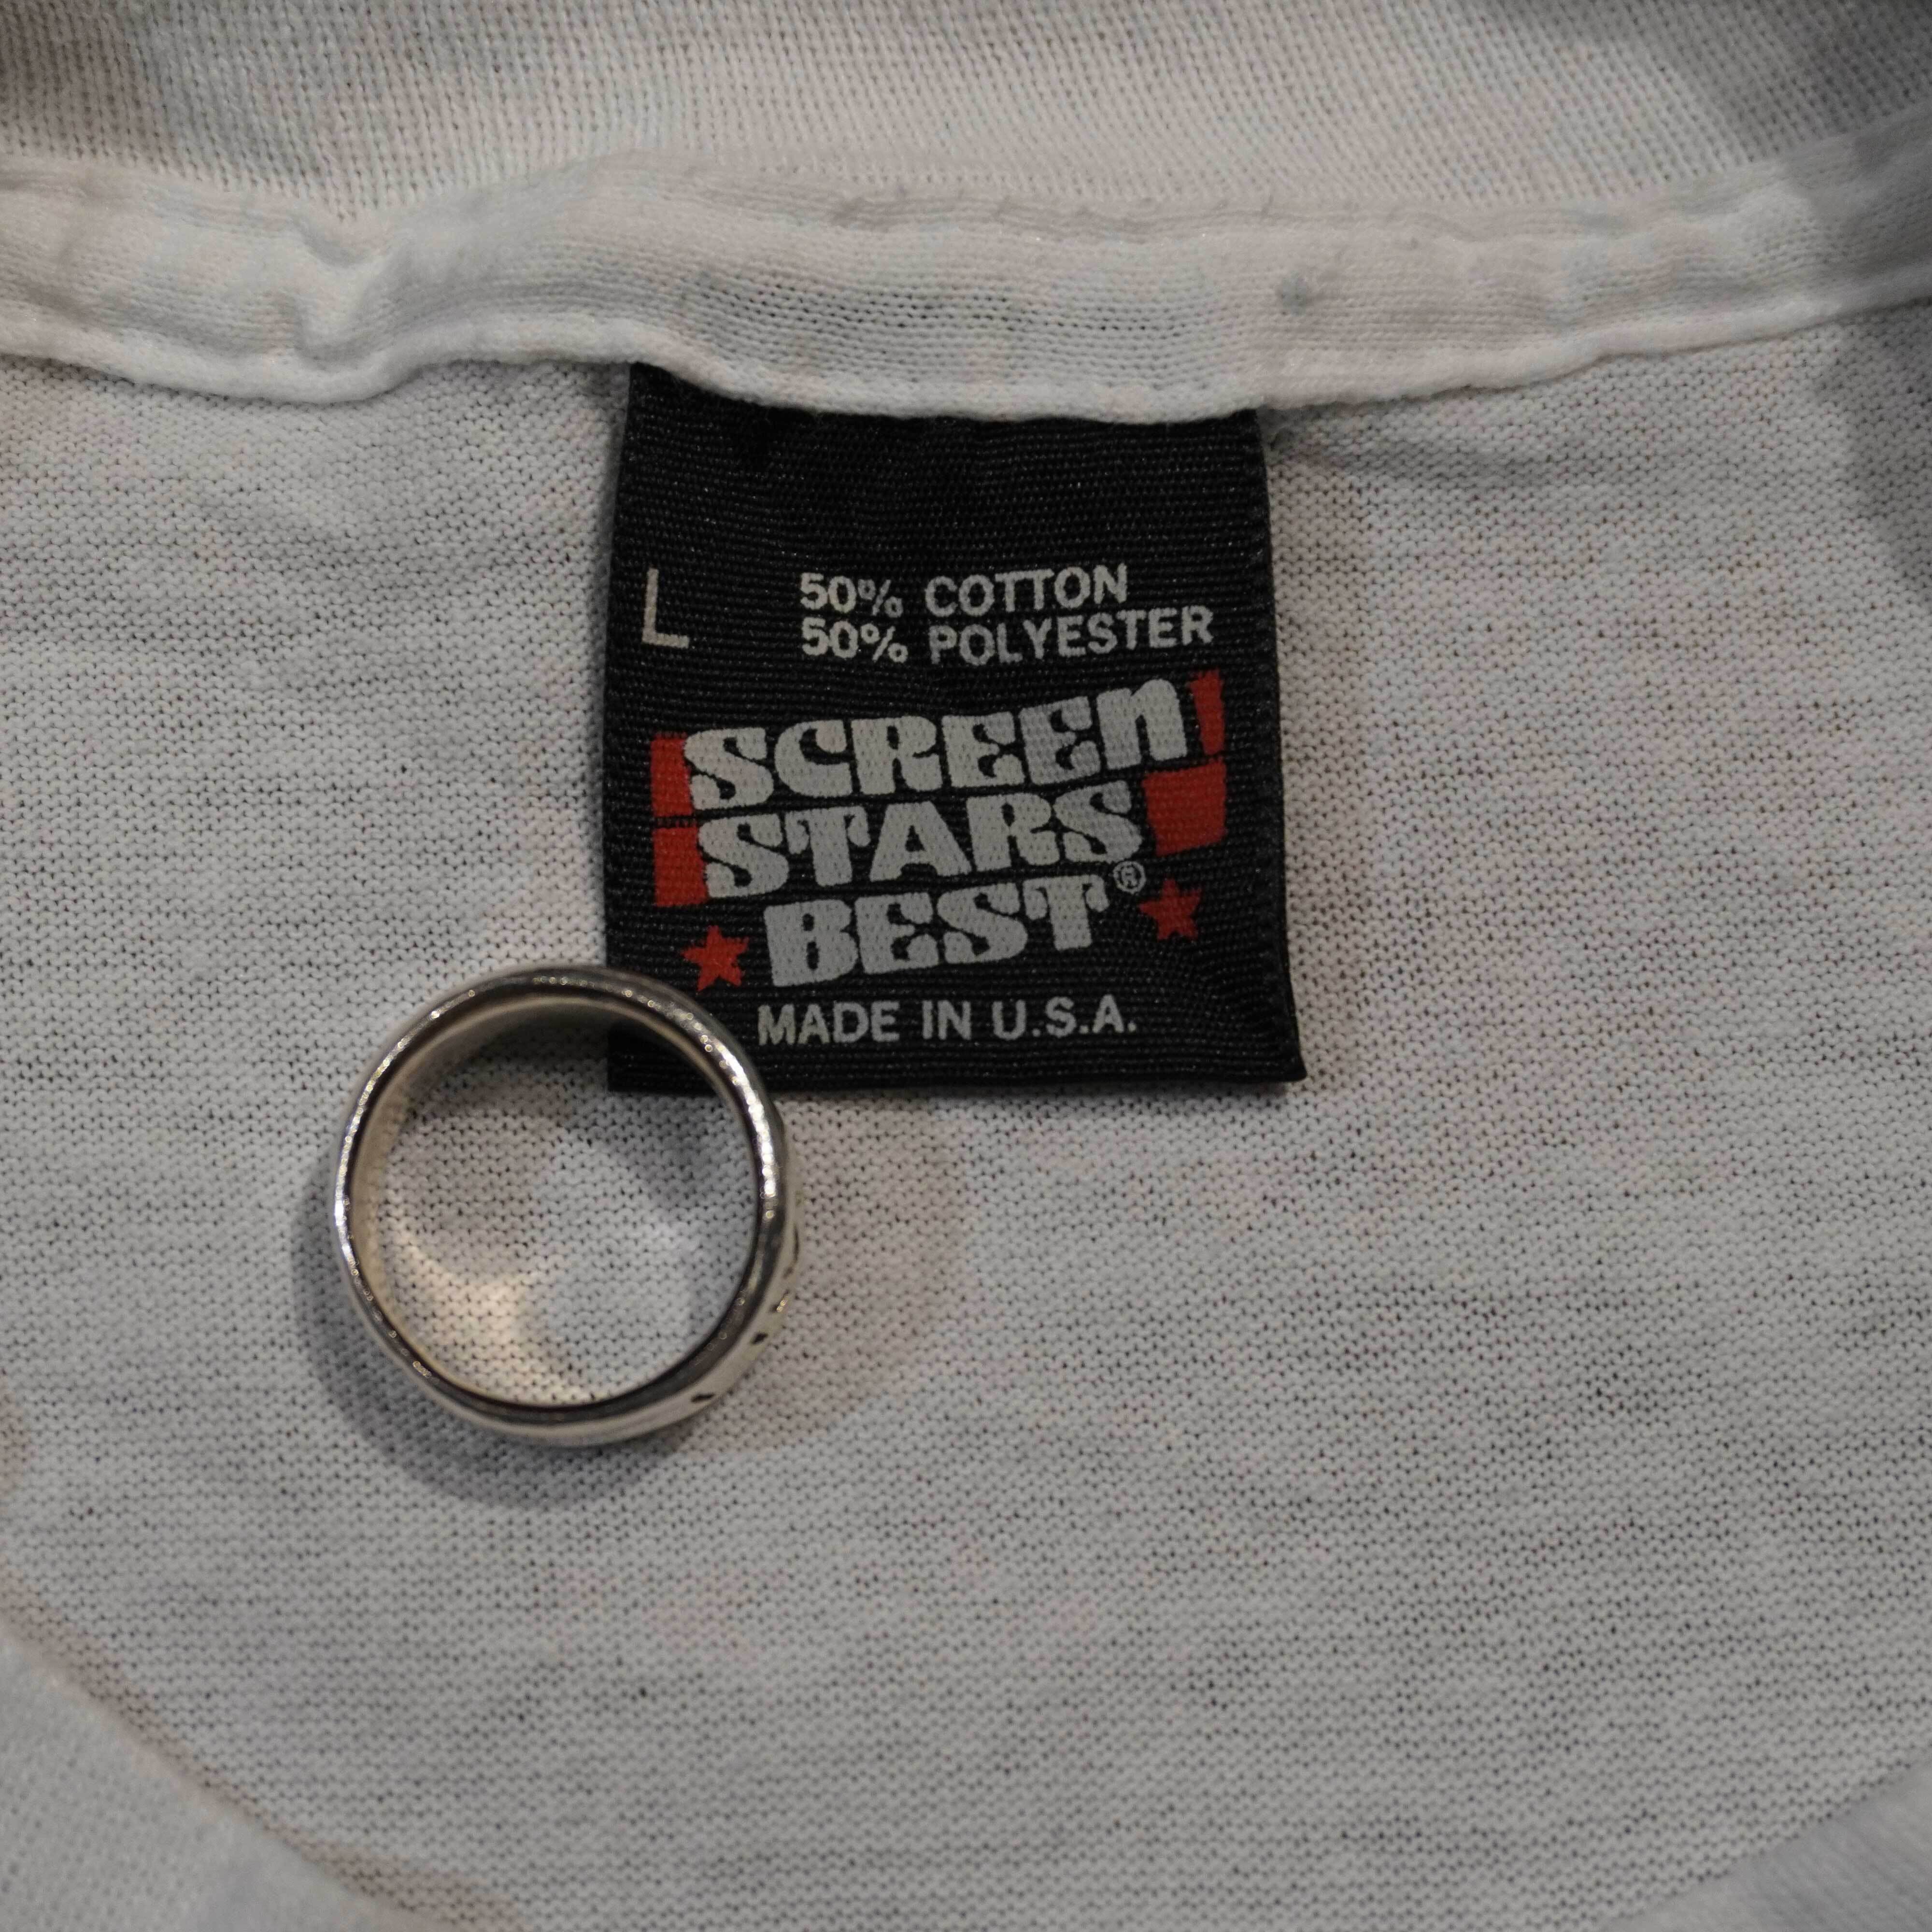 L
50% COTTON
50% POLYESTER
SCREEN
STARS
BEST®
MADE IN U.S.A.